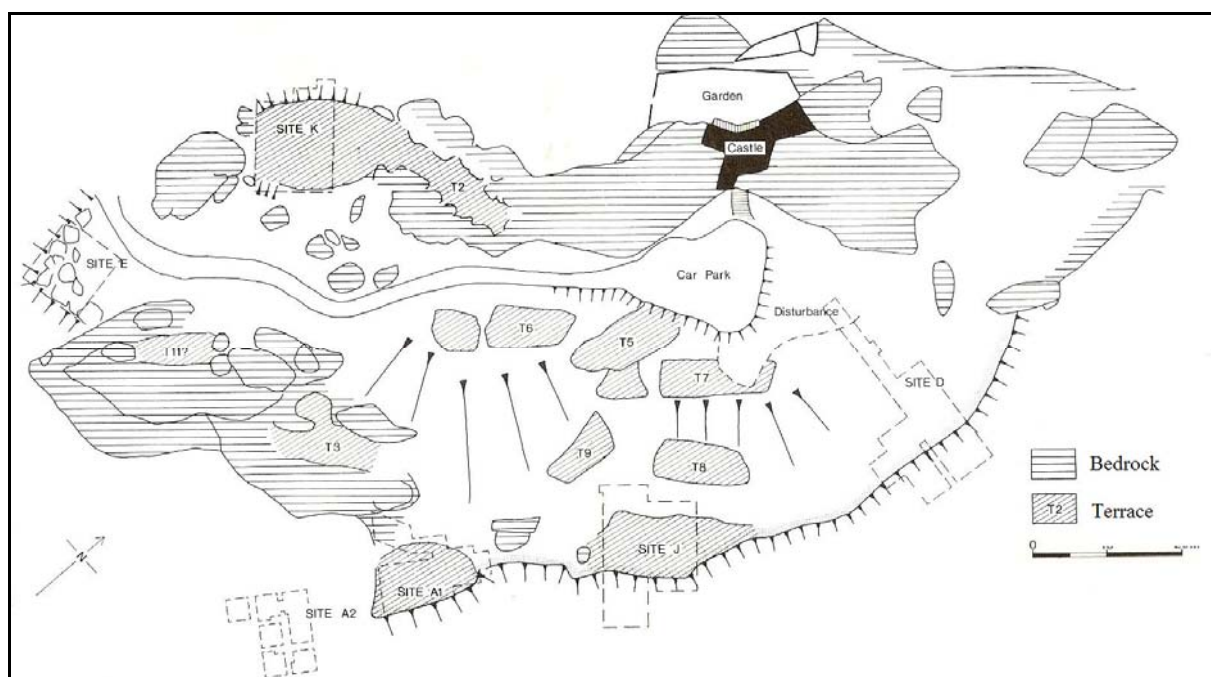 Garden
SITE K
Castle
T2
SITE E
Car Park
Disturbance
T6
T5
T11?
T7
SITE D
T3
T9
T8
Bedrock
T2
Terrace
SITE J
0
N
SITE A1
SITE A2